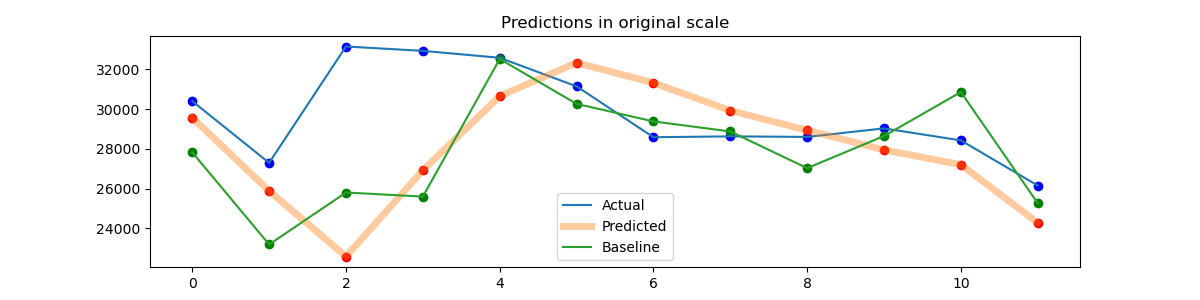 Predictions in original scale
32000
30000
28000
26000
24000
Actual
Predicted
Baseline
0 2 4 6 8 10